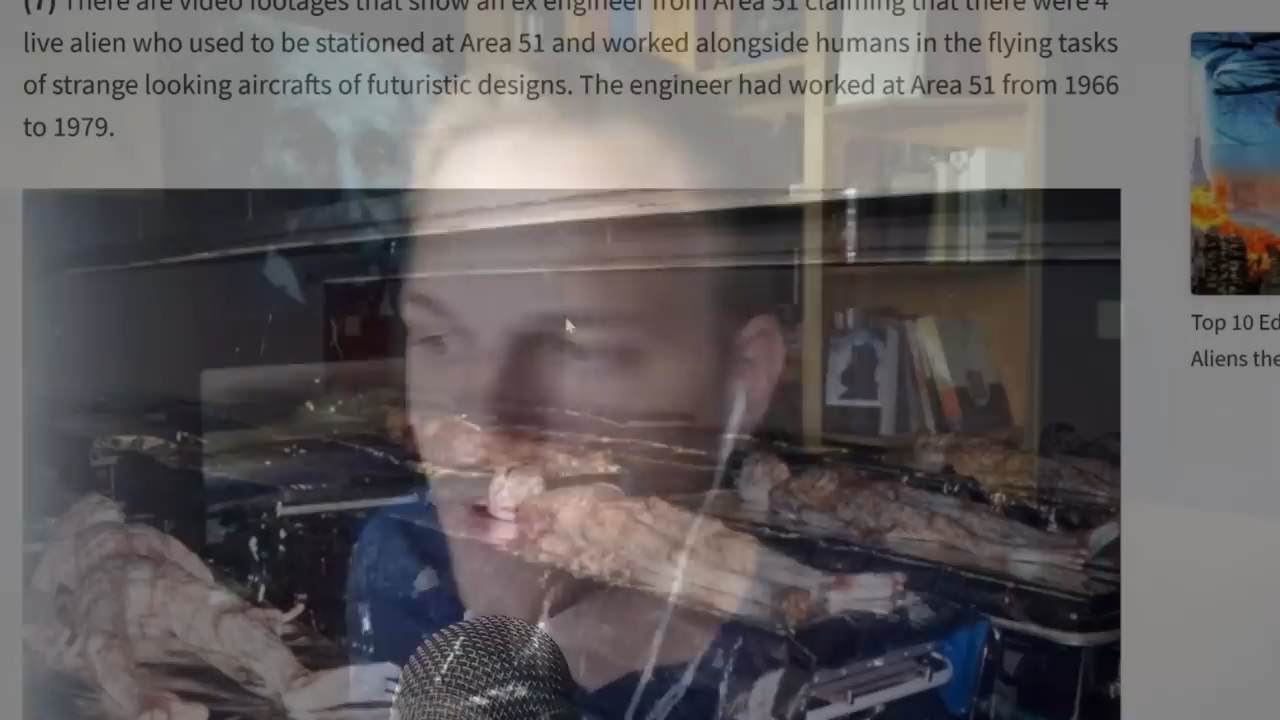 (7) There are video footages that show an ex engineer from Area 51 claiming that there were 4
live alien who used to be stationed at Area 51 and worked alongside humans in the flying tasks
of strange looking aircrafts of futuristic designs. The engineer had worked at Area 51 from 1966
to 1979.
Top 10 Ed
Aliens the